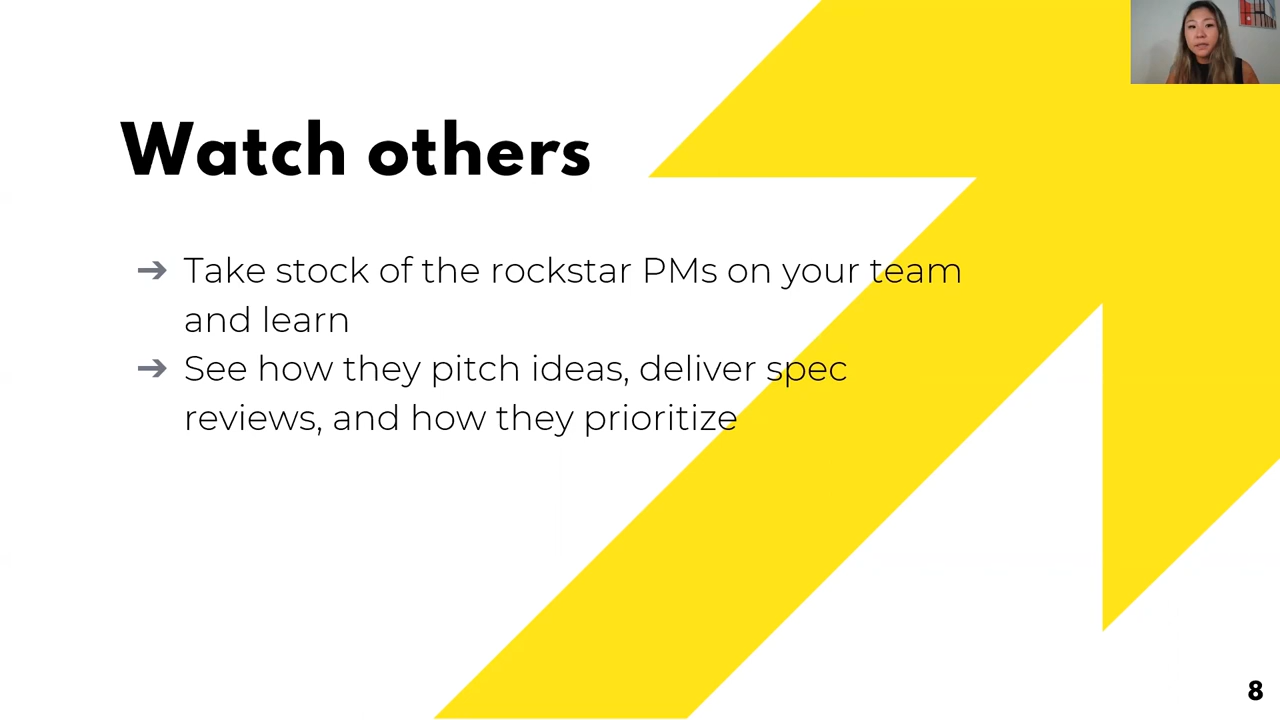 Watch others
➔ Take stock of the rockstar PMs on your team
and learn
➔ See how they pitch ideas, deliver spec
reviews, and how they prioritize
8